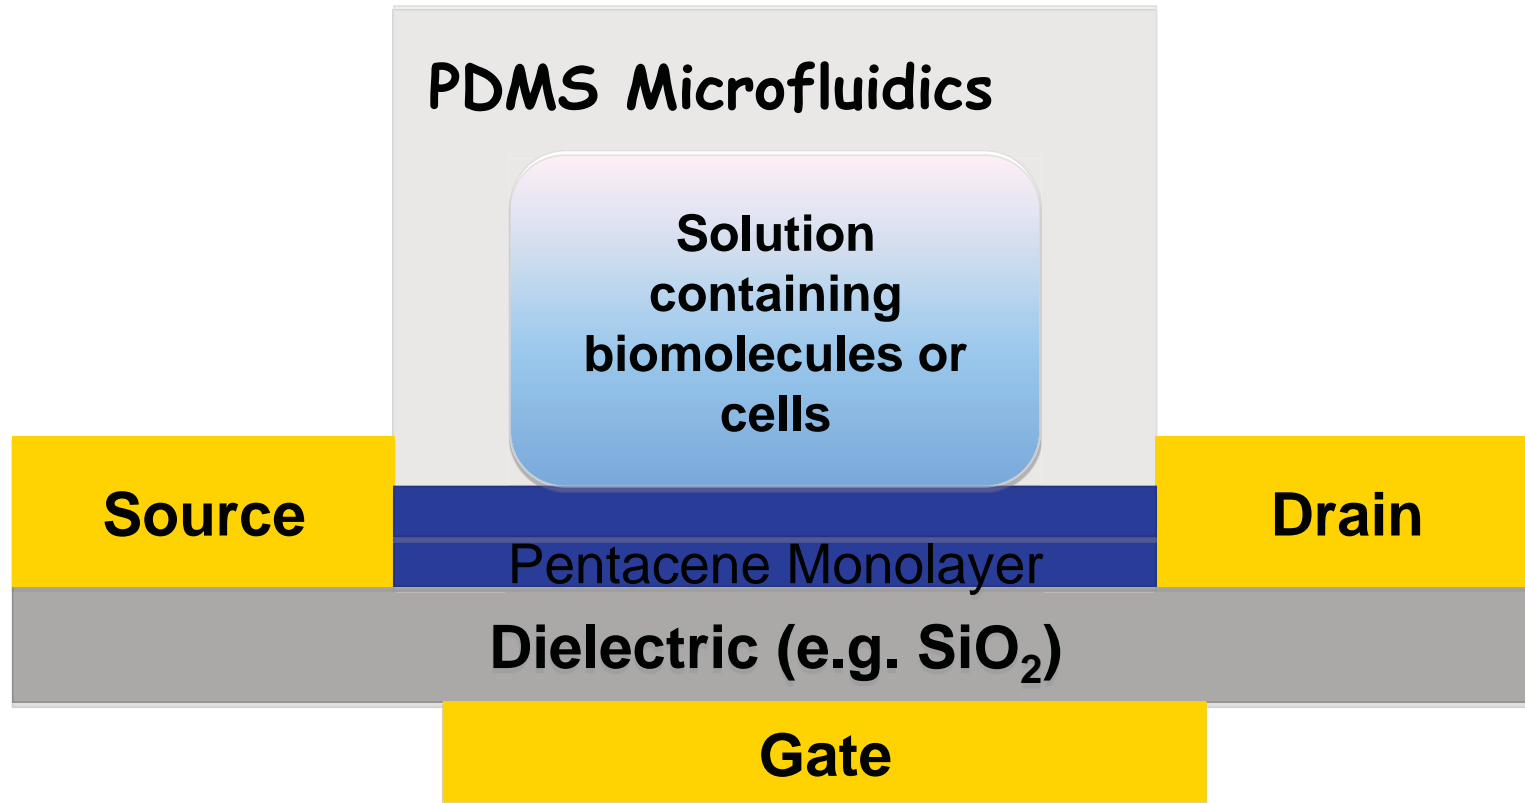 PDMS Microfluidics
Solution
containing
biomolecules or
cells
Source
Drain
Pentacene Monolayer
Dielectric (e.g. SiO₂)
Gate